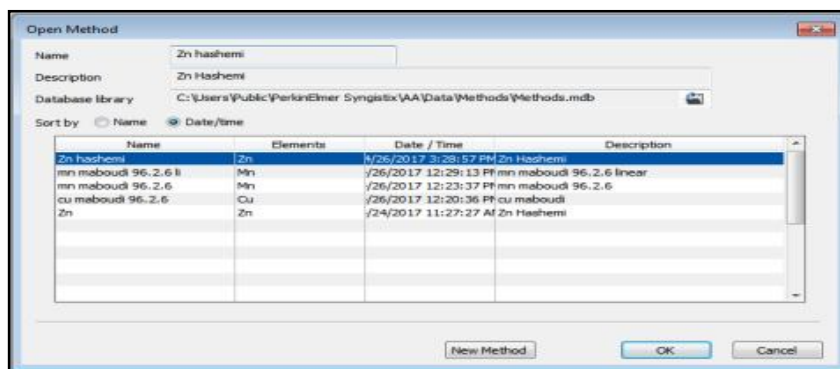 Open Method
Name Zn hashemi
Description Zn Hashemi
Database library C:\Users\Public\PerkinElmer Syngistix\AA\Data\Methods\Methods.mdb
Sort by Name Date/time
Name Elements Date / Time Description
Zn hashemi Zn 4/26/2017 3:28:57 PM Zn Hashemi
mn maboudi 96.2.6 li Mn /26/2017 12:29:13 PM mn maboudi 96.2.6 linear
mn maboudi 96.2.6 Mn /26/2017 12:23:37 PM mn maboudi 96.2.6
cu maboudi 96.2.6 Cu /26/2017 12:20:36 PM cu maboudi
Zn Zn /24/2017 11:27:27 AM Zn Hashemi
New Method OK Cancel